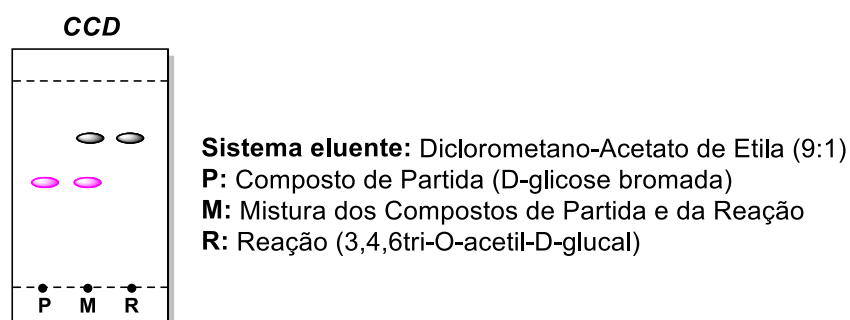 CCD
Sistema eluente: Diclorometano-Acetato de Etila (9:1)
P: Composto de Partida (D-glicose bromada)
M: Mistura dos Compostos de Partida e da Reação
R: Reação (3,4,6tri-O-acetil-D-glucal)
P M R